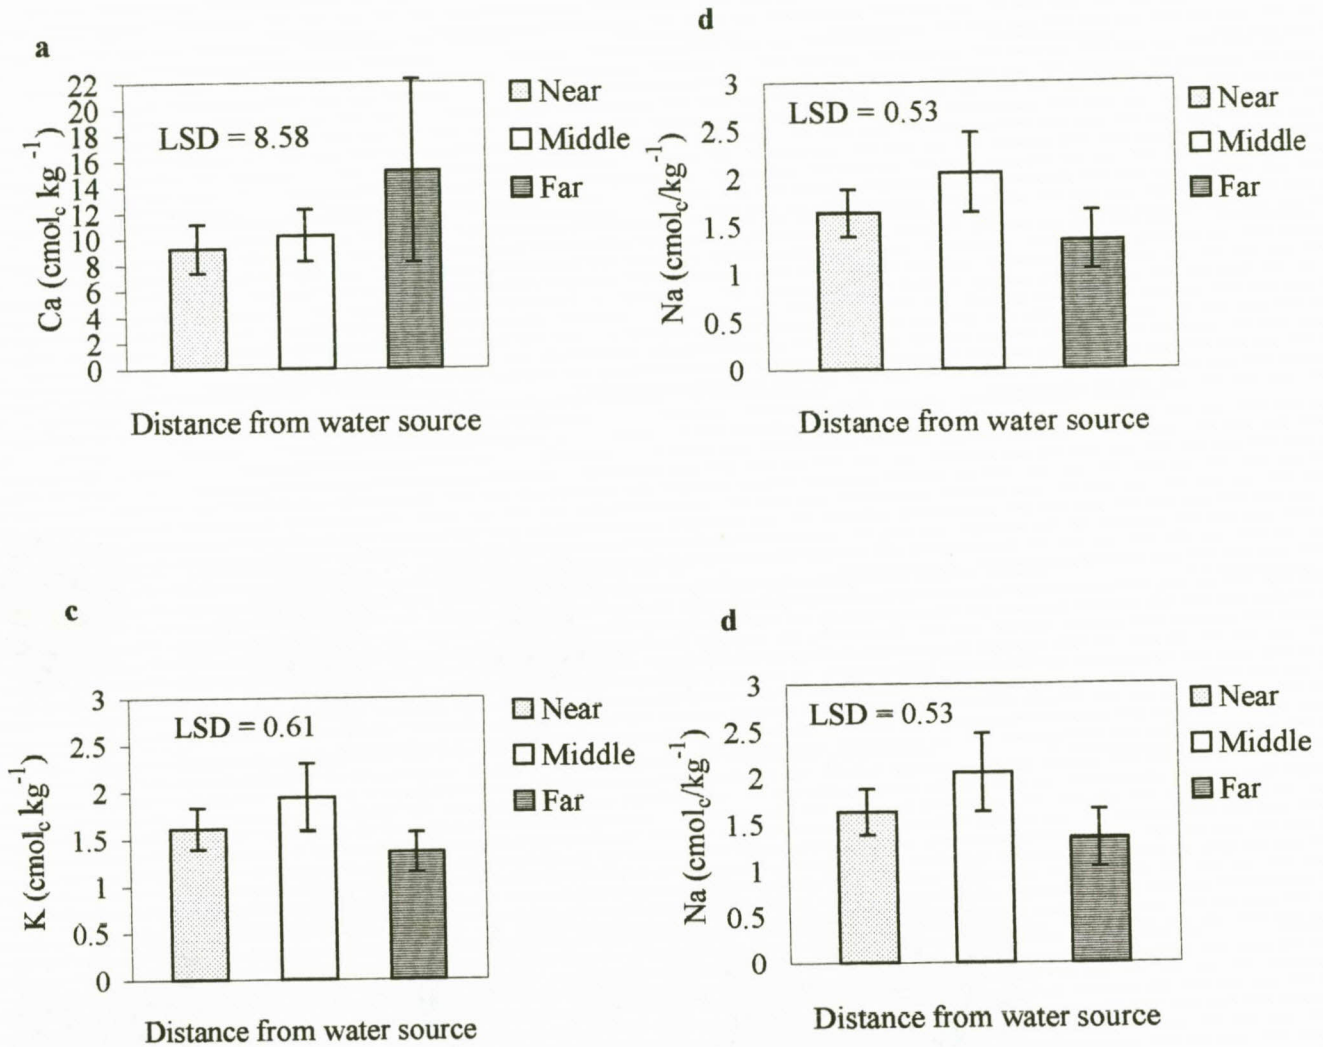 a
22
20
18
16
14
12
10
8
6
4
2
0
Ca (cmolc kg-1)
LSD = 8.58
Near
Middle
Far
Distance from water source
d
3
2.5
2
1.5
1
0.5
0
Na (cmolc/kg-1)
LSD = 0.53
Near
Middle
Far
Distance from water source
c
3
2.5
2
1.5
1
0.5
0
K (cmolc kg-1)
LSD = 0.61
Near
Middle
Far
Distance from water source
d
3
2.5
2
1.5
1
0.5
0
Na (cmolc/kg-1)
LSD = 0.53
Near
Middle
Far
Distance from water source